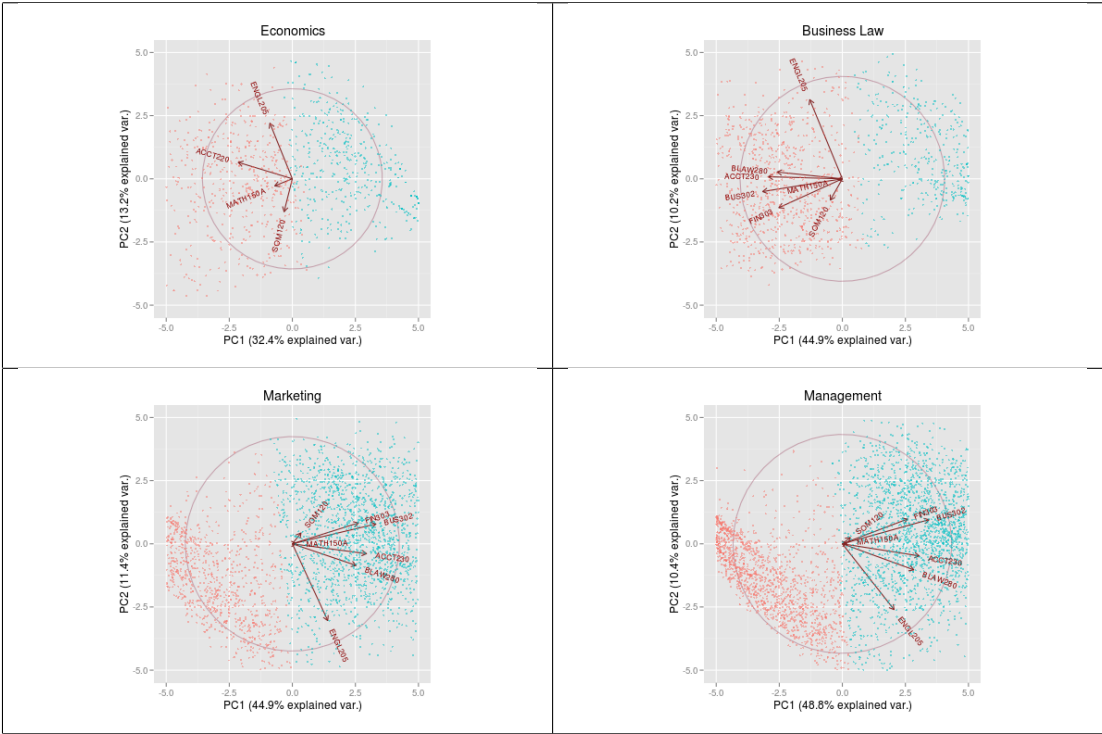 Economics
5.0
2.5
0.0
-2.5
-5.0
PC2 (13.2% explained var.)
ENGL205
ACCT220
MATH150A
SOM120
-5.0 -2.5 0.0 2.5 5.0
PC1 (32.4% explained var.)
Business Law
5.0
2.5
0.0
-2.5
-5.0
PC2 (10.2% explained var.)
ENGL205
BLAW280
ACCT230
MATH150A
BUS302
FIN303
SOM120
-5.0 -2.5 0.0 2.5 5.0
PC1 (44.9% explained var.)
Marketing
5.0
2.5
0.0
-2.5
-5.0
PC2 (11.4% explained var.)
SOM120
FIN303
BUS302
MATH150A
ACCT230
BLAW280
ENGL205
-5.0 -2.5 0.0 2.5 5.0
PC1 (44.9% explained var.)
Management
5.0
2.5
0.0
-2.5
-5.0
PC2 (10.4% explained var.)
SOM120
FIN303
BUS302
MATH150A
ACCT230
BLAW280
ENGL205
-5.0 -2.5 0.0 2.5 5.0
PC1 (48.8% explained var.)